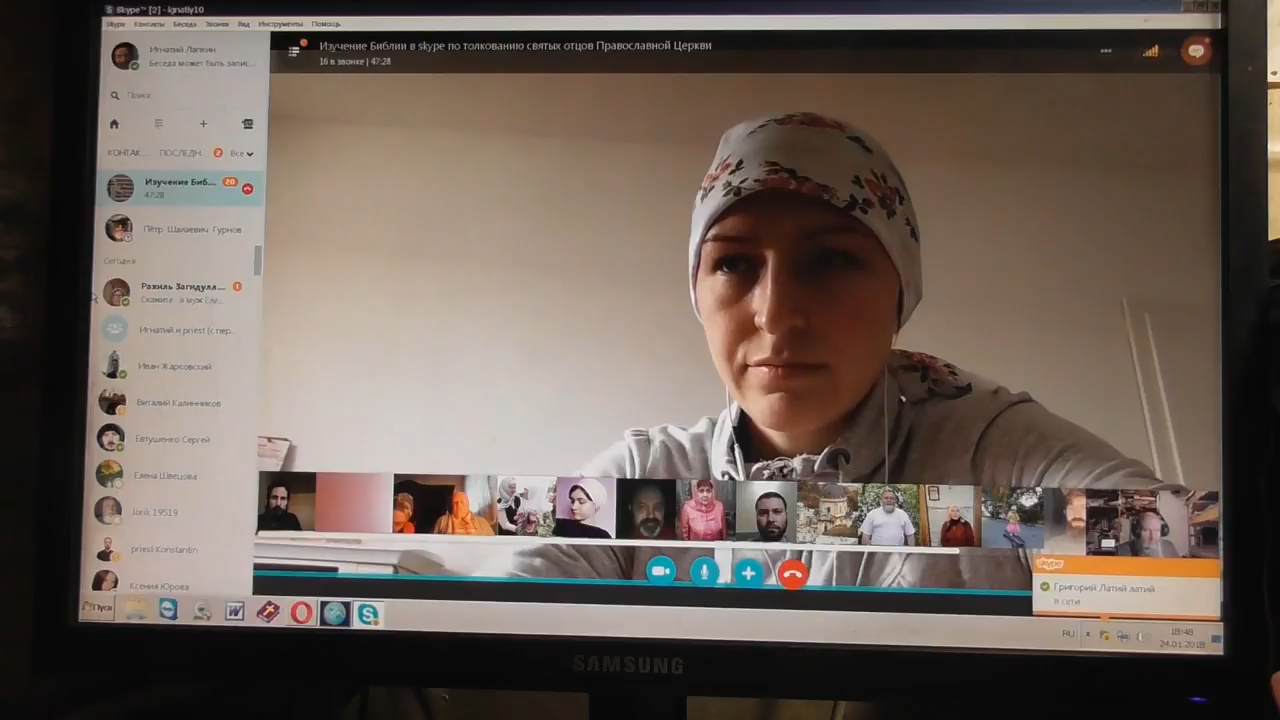 Skype™ [2] - ignatiy10
Skype Контакты Беседа Звонки Вид Инструменты Помощь
Игнатий Лапкин
Беседа может быть запис...
Поиск
КОНТАК... ПОСЛЕДН... 2 Все
Изучение Биб... 20
47:28
Пётр Шалаевич Гурнов
Сегодня
Рахиль Загидулл... 1
Игнатий и priest (с пер...
Иван Жарковский
Виталий Калинников
Евтушенко Сергей
Елена Швецова
lorik 19519
priest Konstantin
Ксения Юрова
Изучение Библии в skype по толкованию святых отцов Православной Церкви
16 в звонке | 47:28
skype
Григорий Латий латий
в сети
Пуск
RU
18:48
24.01.2018
SAMSUNG